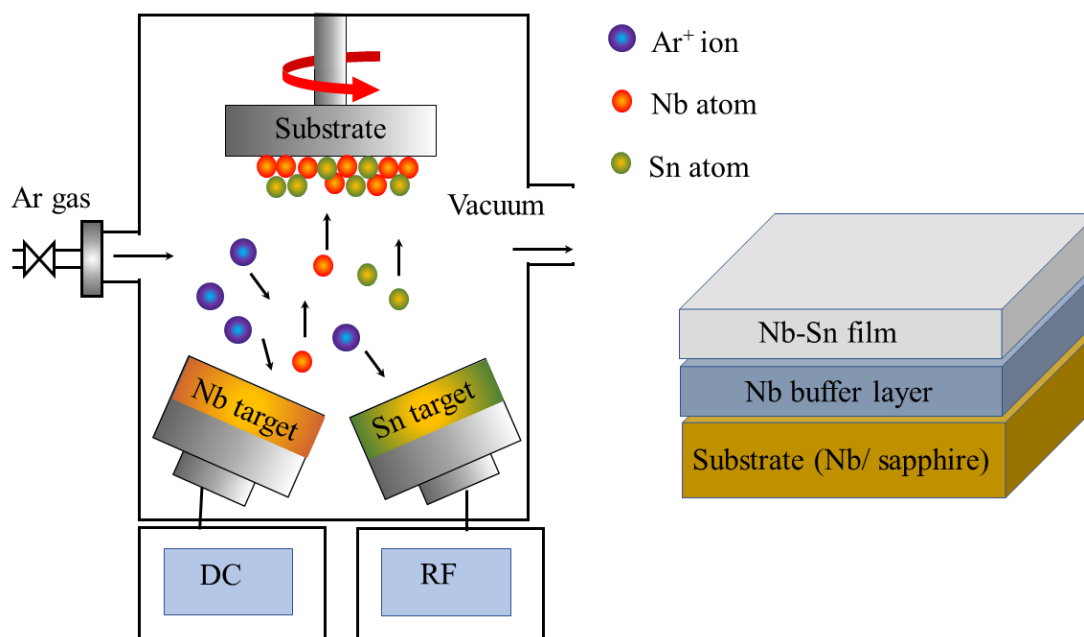 Ar⁺ ion
Nb atom
Sn atom
Substrate
Ar gas
Vacuum
Nb target
Sn target
DC
RF
Nb-Sn film
Nb buffer layer
Substrate (Nb/ sapphire)